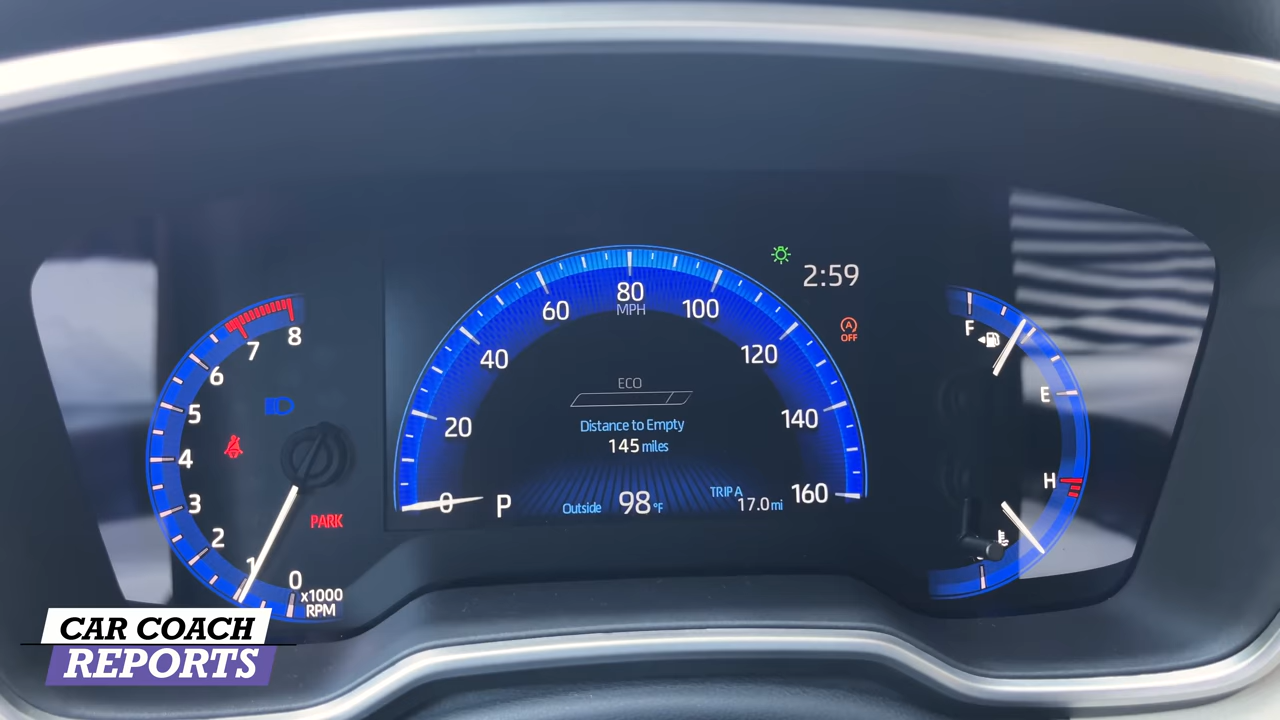 8
7
6
5
4
3
2
1
0
x1000
RPM
PARK
0
20
40
60
80
MPH
100
120
140
160
ECO
Distance to Empty
145 miles
P
Outside 98 °F
TRIP A
17.0 mi
2:59
A
OFF
F
E
H
C
CAR COACH
REPORTS